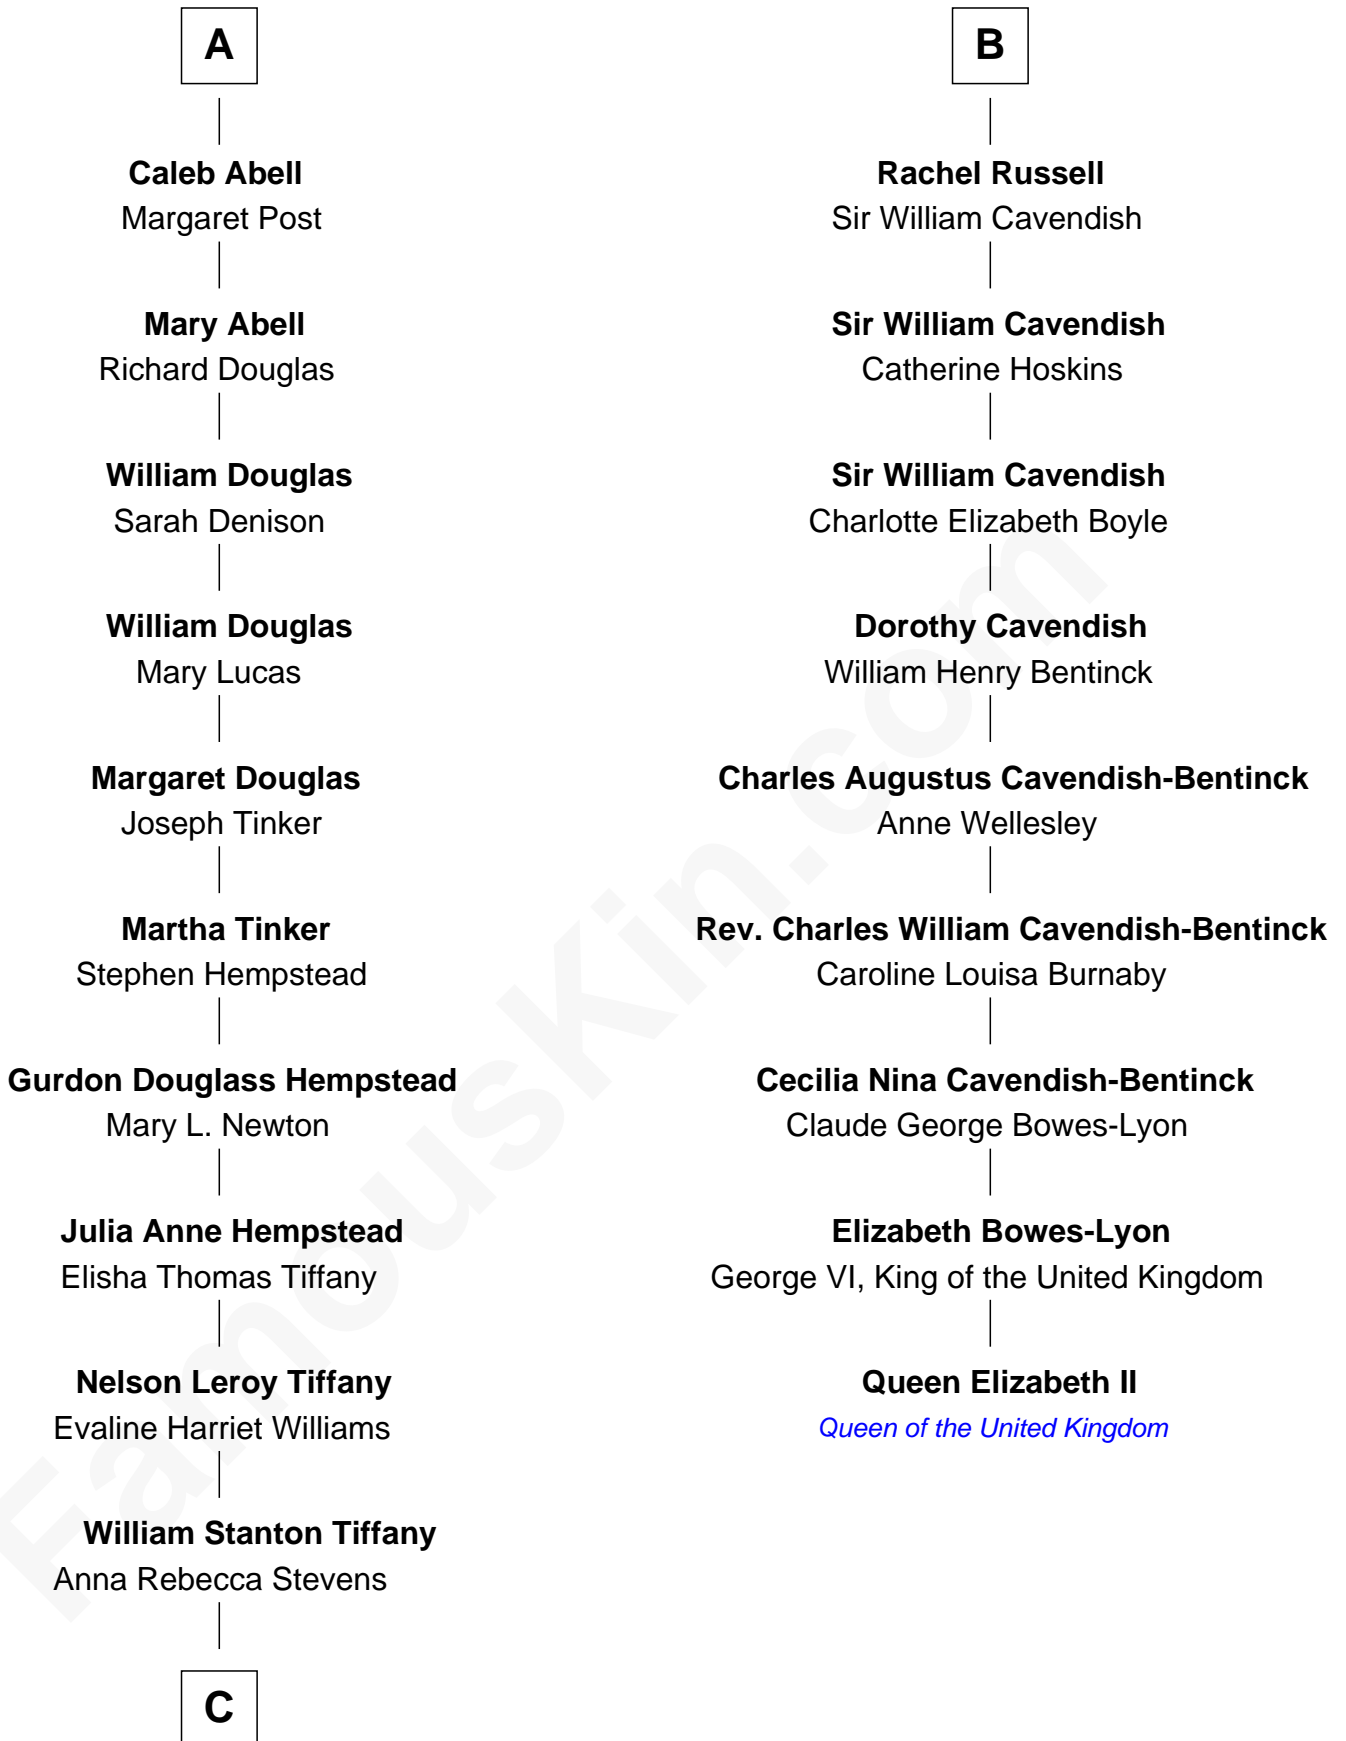 A
Caleb Abell
Margaret Post
Mary Abell
Richard Douglas
William Douglas
Sarah Denison
William Douglas
Mary Lucas
Margaret Douglas
Joseph Tinker
Martha Tinker
Stephen Hempstead
Gurdon Douglass Hempstead
Mary L. Newton
Julia Anne Hempstead
Elisha Thomas Tiffany
Nelson Leroy Tiffany
Evaline Harriet Williams
William Stanton Tiffany
Anna Rebecca Stevens
C
B
Rachel Russell
Sir William Cavendish
Sir William Cavendish
Catherine Hoskins
Sir William Cavendish
Charlotte Elizabeth Boyle
Dorothy Cavendish
William Henry Bentinck
Charles Augustus Cavendish-Bentinck
Anne Wellesley
Rev. Charles William Cavendish-Bentinck
Caroline Louisa Burnaby
Cecilia Nina Cavendish-Bentinck
Claude George Bowes-Lyon
Elizabeth Bowes-Lyon
George VI, King of the United Kingdom
Queen Elizabeth II
Queen of the United Kingdom
FamousKin.com